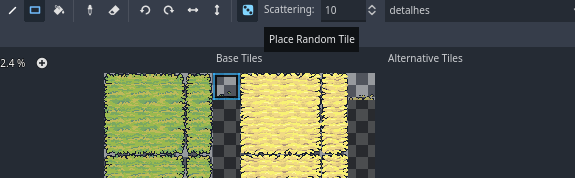 Scattering: 10 detalhes
Place Random Tile
2.4 %
Base Tiles Alternative Tiles